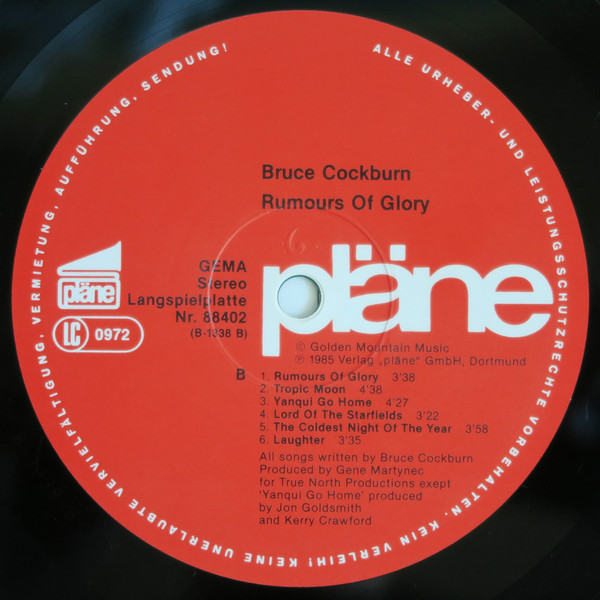 ALLE URHEBER- UND LEISTUNGSSCHUTZRECHTE VORBEHALTEN. KEIN VERLEIH! KEINE UNERLAUBTE VERVIELFÄLTIGUNG, VERMIETUNG, AUFFÜHRUNG, SENDUNG!
Bruce Cockburn
Rumours Of Glory
pläne
LC 0972
GEMA
Stereo
Langspielplatte
Nr. 88402
(B-1338 B)
pläne
© Golden Mountain Music
℗ 1985 Verlag „pläne“ GmbH, Dortmund
B
1. Rumours Of Glory 3'38
2. Tropic Moon 4'38
3. Yanqui Go Home 4'27
4. Lord Of The Starfields 3'22
5. The Coldest Night Of The Year 3'58
6. Laughter 3'35
All songs written by Bruce Cockburn
Produced by Gene Martynec
for True North Productions exept
'Yanqui Go Home' produced
by Jon Goldsmith
and Kerry Crawford